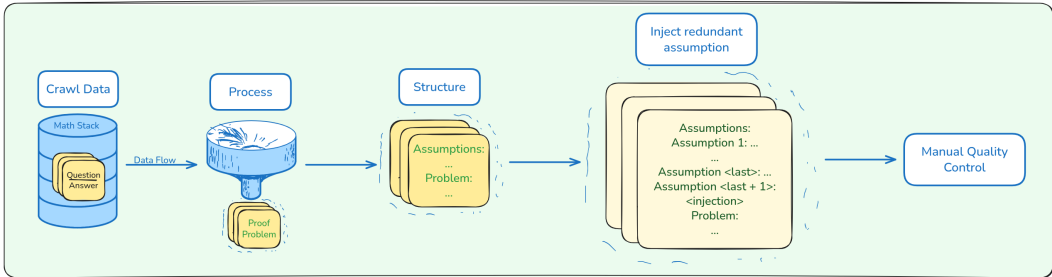 Crawl Data
Math Stack
Question
Answer
Data Flow
Process
Proof
Problem
Structure
Assumptions:
...
Problem:
...
Inject redundant
assumption
Assumptions:
Assumption 1: ...
...
Assumption <last>: ...
Assumption <last + 1>:
<injection>
Problem:
...
Manual Quality
Control